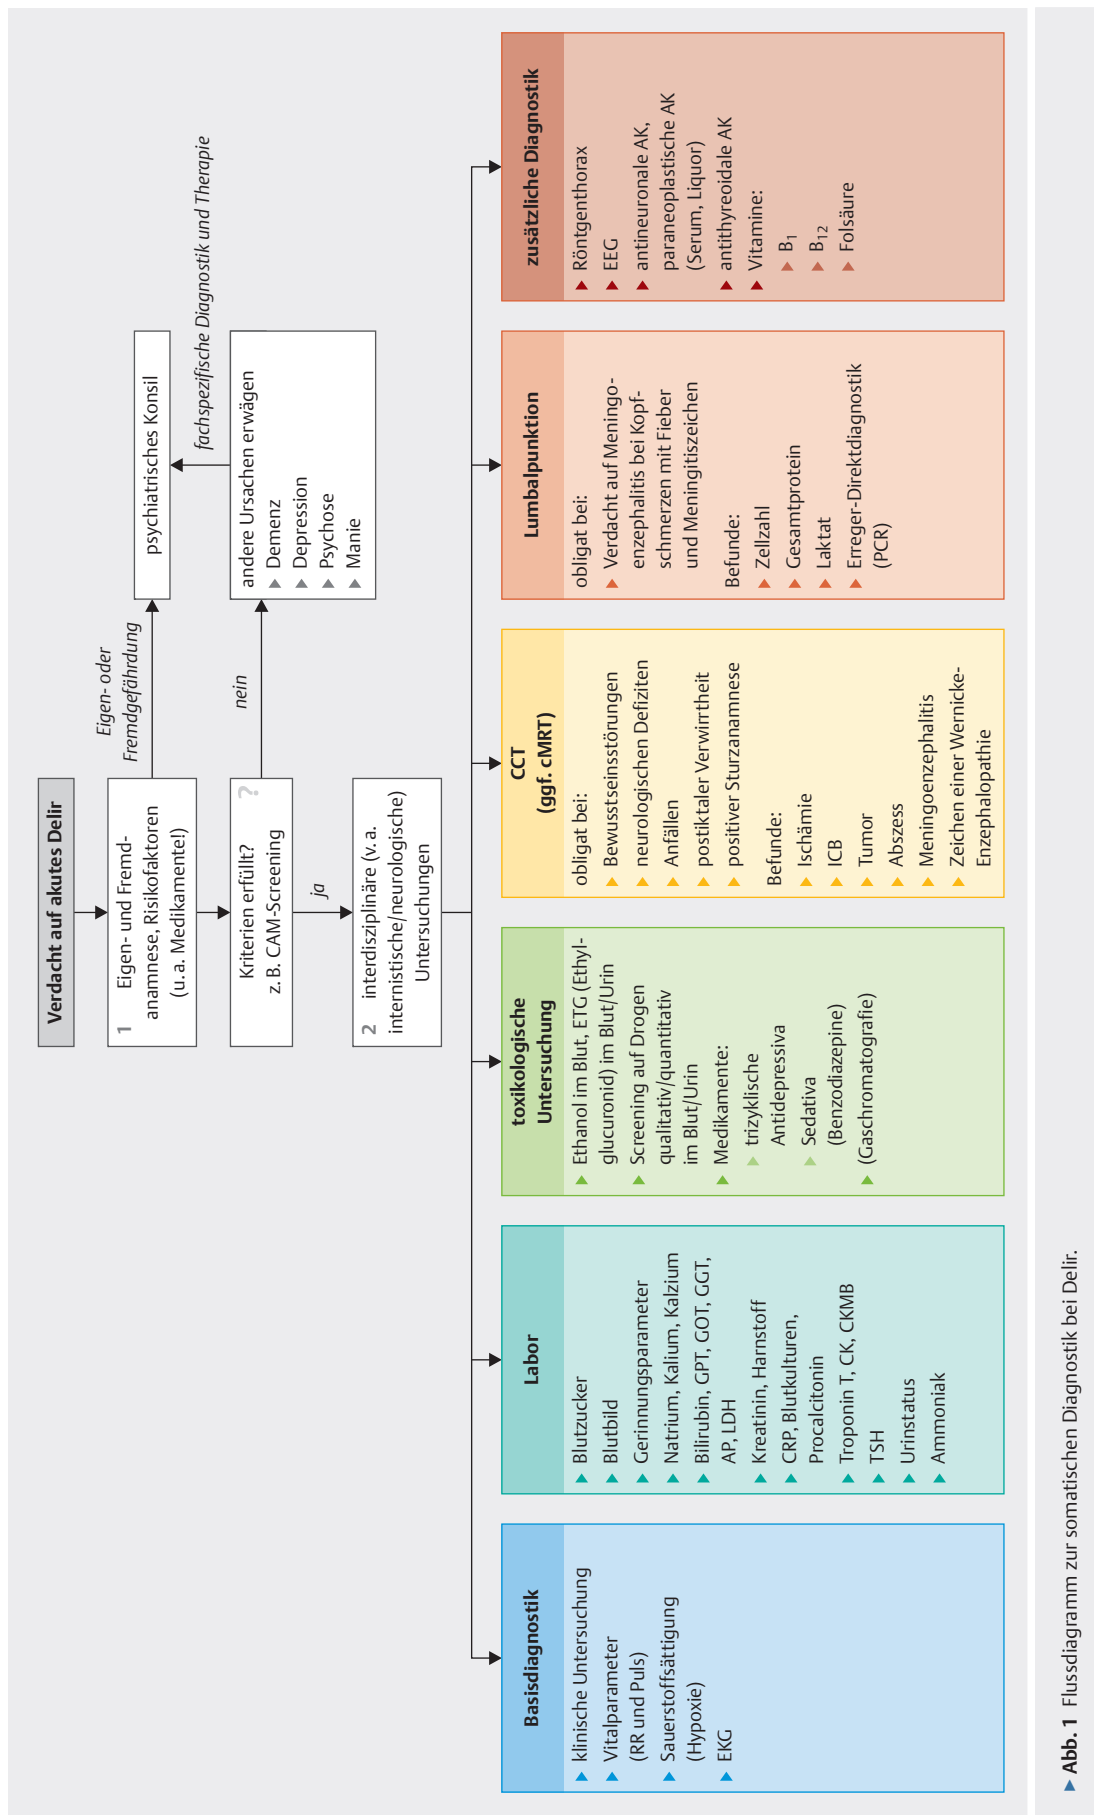 Verdacht auf akutes Delir
1 Eigen- und Fremd-
anamnese, Risikofaktoren
(u. a. Medikamente!)
Eigen- oder
Fremdgefährdung
psychiatrisches Konsil
Kriterien erfüllt?
z. B. CAM-Screening
?
nein
andere Ursachen erwägen
Demenz
Depression
Psychose
Manie
fachspezifische Diagnostik und Therapie
ja
2 interdisziplinäre (v. a.
internistische/neurologische)
Untersuchungen
Basisdiagnostik
klinische Untersuchung
Vitalparameter
(RR und Puls)
Sauerstoffsättigung
(Hypoxie)
EKG
Labor
Blutzucker
Blutbild
Gerinnungsparameter
Natrium, Kalium, Kalzium
Bilirubin, GPT, GOT, GGT,
AP, LDH
Kreatinin, Harnstoff
CRP, Blutkulturen,
Procalcitonin
Troponin T, CK, CKMB
TSH
Urinstatus
Ammoniak
toxikologische
Untersuchung
Ethanol im Blut, ETG (Ethyl-
glucuronid) im Blut/Urin
Screening auf Drogen
qualitativ/quantitativ
im Blut/Urin
Medikamente:
trizyklische
Antidepressiva
Sedativa
(Benzodiazepine)
(Gaschromatografie)
CCT
(ggf. cMRT)
obligat bei:
Bewusstseinsstörungen
neurologischen Defiziten
Anfällen
postiktaler Verwirrtheit
positiver Sturzanamnese
Befunde:
Ischämie
ICB
Tumor
Abszess
Meningoenzephalitis
Zeichen einer Wernicke-
Enzephalopathie
Lumbalpunktion
obligat bei:
Verdacht auf Meningo-
enzephalitis bei Kopf-
schmerzen mit Fieber
und Meningitiszeichen
Befunde:
Zellzahl
Gesamtprotein
Laktat
Erreger-Direktdiagnostik
(PCR)
zusätzliche Diagnostik
Röntgenthorax
EEG
antineuronale AK,
paraneoplastische AK
(Serum, Liquor)
antithyreoidale AK
Vitamine:
B1
B12
Folsäure
Abb. 1 Flussdiagramm zur somatischen Diagnostik bei Delir.